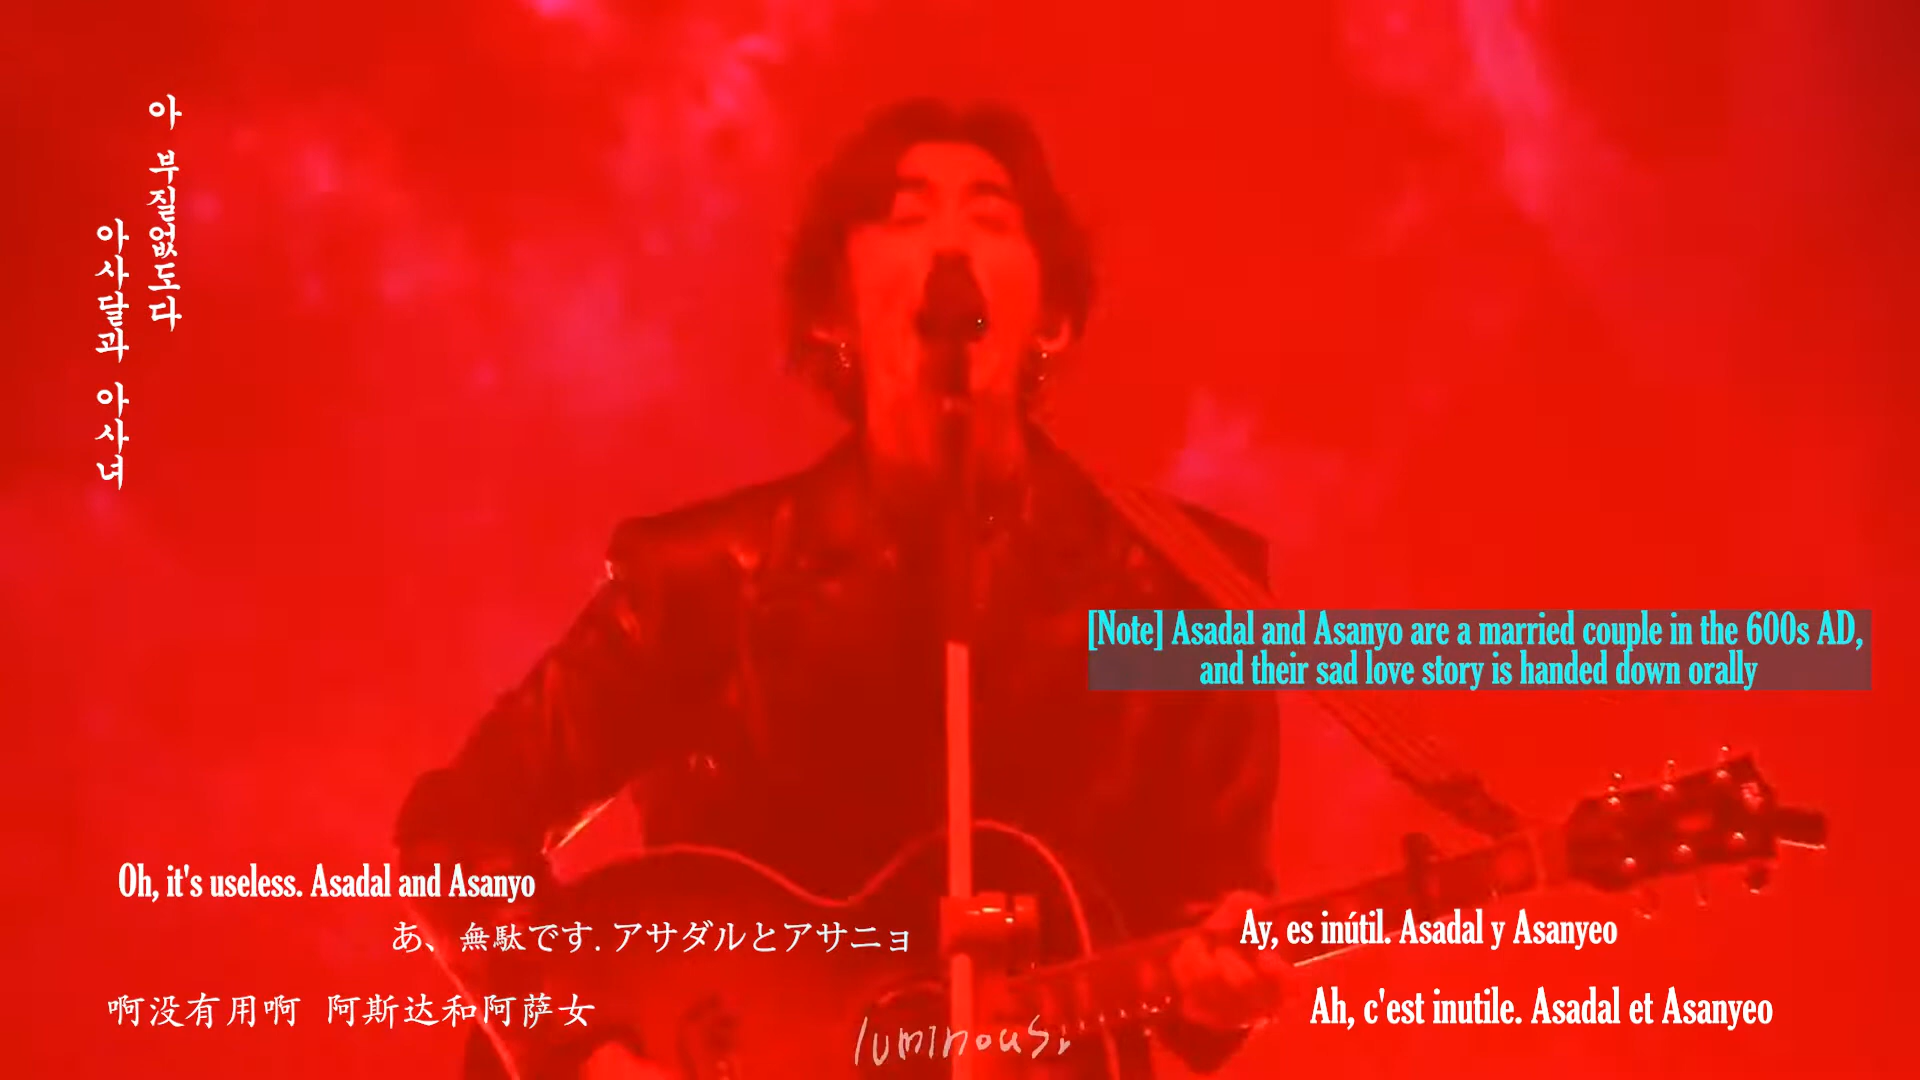 아 부질없도다
아사달과 아사녀
[Note] Asadal and Asanyo are a married couple in the 600s AD,
and their sad love story is handed down orally
Oh, it's useless. Asadal and Asanyo
あ、無駄です. アサダルとアサニョ
Ay, es inútil. Asadal y Asanyeo
啊没有用啊 阿斯达和阿萨女
Ah, c'est inutile. Asadal et Asanyeo
luminousir